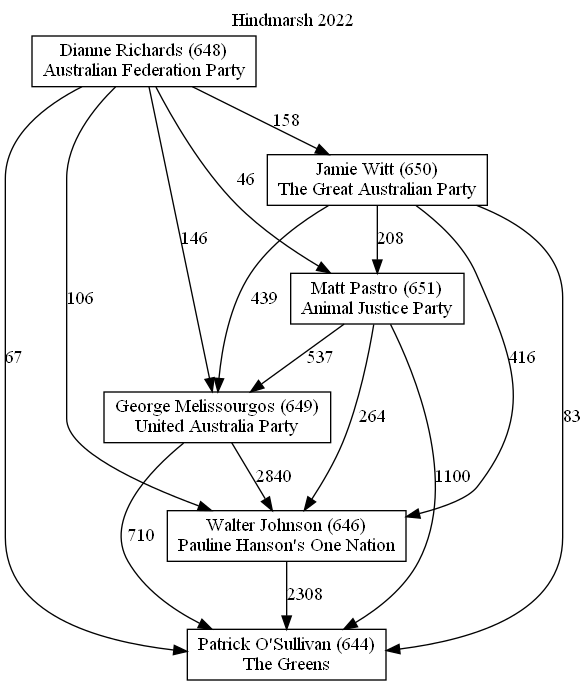 Hindmarsh 2022
Dianne Richards (648)
Australian Federation Party
158
Jamie Witt (650)
The Great Australian Party
46
146
208
106
439
Matt Pastro (651)
Animal Justice Party
67
537
416
83
George Melissourgos (649)
United Australia Party
264
2840
1100
710
Walter Johnson (646)
Pauline Hanson's One Nation
2308
Patrick O'Sullivan (644)
The Greens